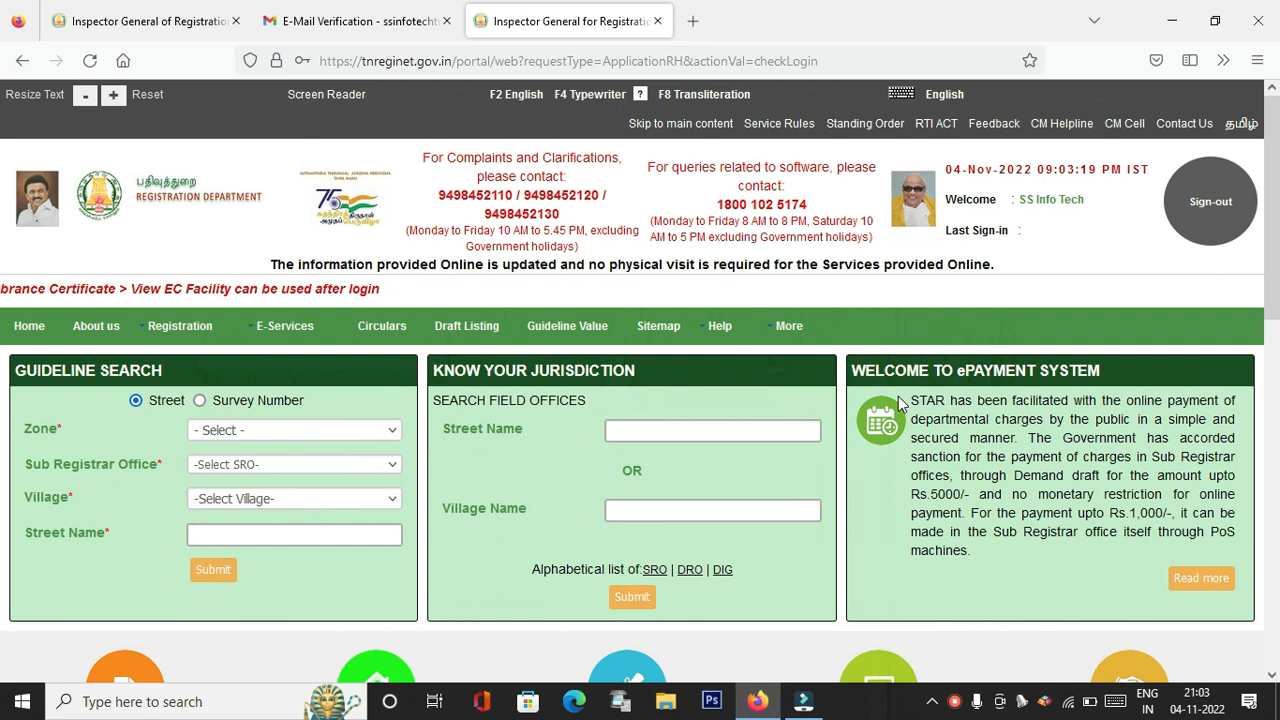 Inspector General of Registration
E-Mail Verification - ssinfotecht
Inspector General for Registratio
https://tnreginet.gov.in/portal/web?requestType=ApplicationRH&actionVal=checkLogin
Resize Text - + Reset
Screen Reader
F2 English F4 Typewriter ? F8 Transliteration
English
Skip to main content Service Rules Standing Order RTI ACT Feedback CM Helpline CM Cell Contact Us தமிழ்
பதிவுத்துறை
REGISTRATION DEPARTMENT
75
For Complaints and Clarifications,
please contact:
9498452110 / 9498452120 /
9498452130
(Monday to Friday 10 AM to 5.45 PM, excluding
Government holidays)
For queries related to software, please
contact:
1800 102 5174
(Monday to Friday 8 AM to 8 PM, Saturday 10
AM to 5 PM excluding Government holidays)
04-Nov-2022 09:03:19 PM IST
Welcome : SS Info Tech
Last Sign-in :
Sign-out
The information provided Online is updated and no physical visit is required for the Services provided Online.
brance Certificate > View EC Facility can be used after login
Home About us Registration E-Services Circulars Draft Listing Guideline Value Sitemap Help More
GUIDELINE SEARCH
Street Survey Number
Zone* - Select -
Sub Registrar Office* -Select SRO-
Village* -Select Village-
Street Name*
Submit
KNOW YOUR JURISDICTION
SEARCH FIELD OFFICES
Street Name
OR
Village Name
Alphabetical list of:SRO | DRO | DIG
Submit
WELCOME TO ePAYMENT SYSTEM
STAR has been facilitated with the online payment of
departmental charges by the public in a simple and
secured manner. The Government has accorded
sanction for the payment of charges in Sub Registrar
offices, through Demand draft for the amount upto
Rs.5000/- and no monetary restriction for online
payment. For the payment upto Rs.1,000/-, it can be
made in the Sub Registrar office itself through PoS
machines.
Read more
Type here to search
Ps
ENG
IN
21:03
04-11-2022